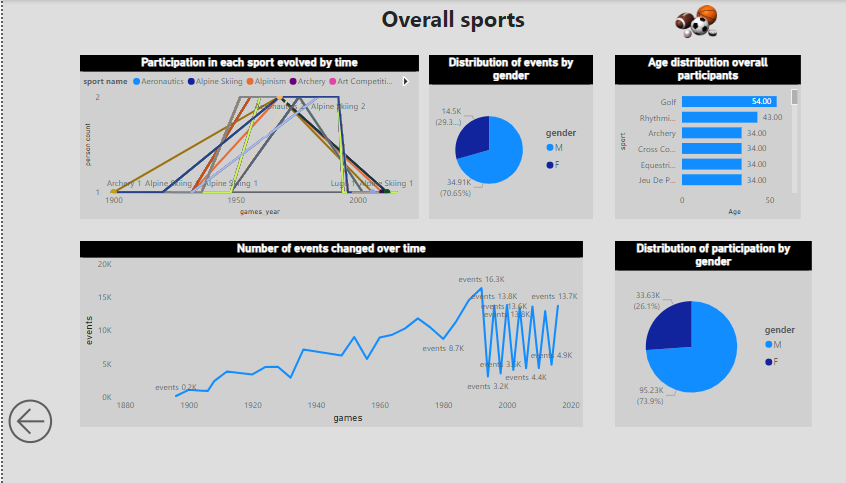 Overall sports
Participation in each sport evolved by time
sport name Aeronautics Alpine Skiing Alpinism Archery Art Competiti...
person count
2
1
Alpine Skiing 2
Archery 1 Alpine Skiing Alpine Skiing 1
Alpine Skiing 1
1900 1950 2000
games_year
Distribution of events by
gender
14.5K
(29.3...)
34.91K
(70.65%)
gender
M
F
Age distribution overall
participants
sport
Golf 54.00
Rhythmi... 43.00
Archery 34.00
Cross Co... 34.00
Equestri... 34.00
Jeu De P... 34.00
0 50
Age
Number of events changed over time
events
20K
15K
10K
5K
0K
events 0.2K
events 8.7K
events 16.3K
events 13.8K
events 13.7K
events 3.2K
events 4.4K
events 4.9K
1880 1900 1920 1940 1960 1980 2000 2020
games
Distribution of participation by
gender
33.63K
(26.1%)
95.23K
(73.9%)
gender
M
F